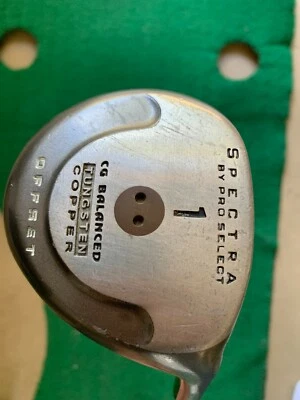 SPECTRA
BY PRO SELECT
1
CG BALANCED
TUNGSTEN
COPPER
OFFSET